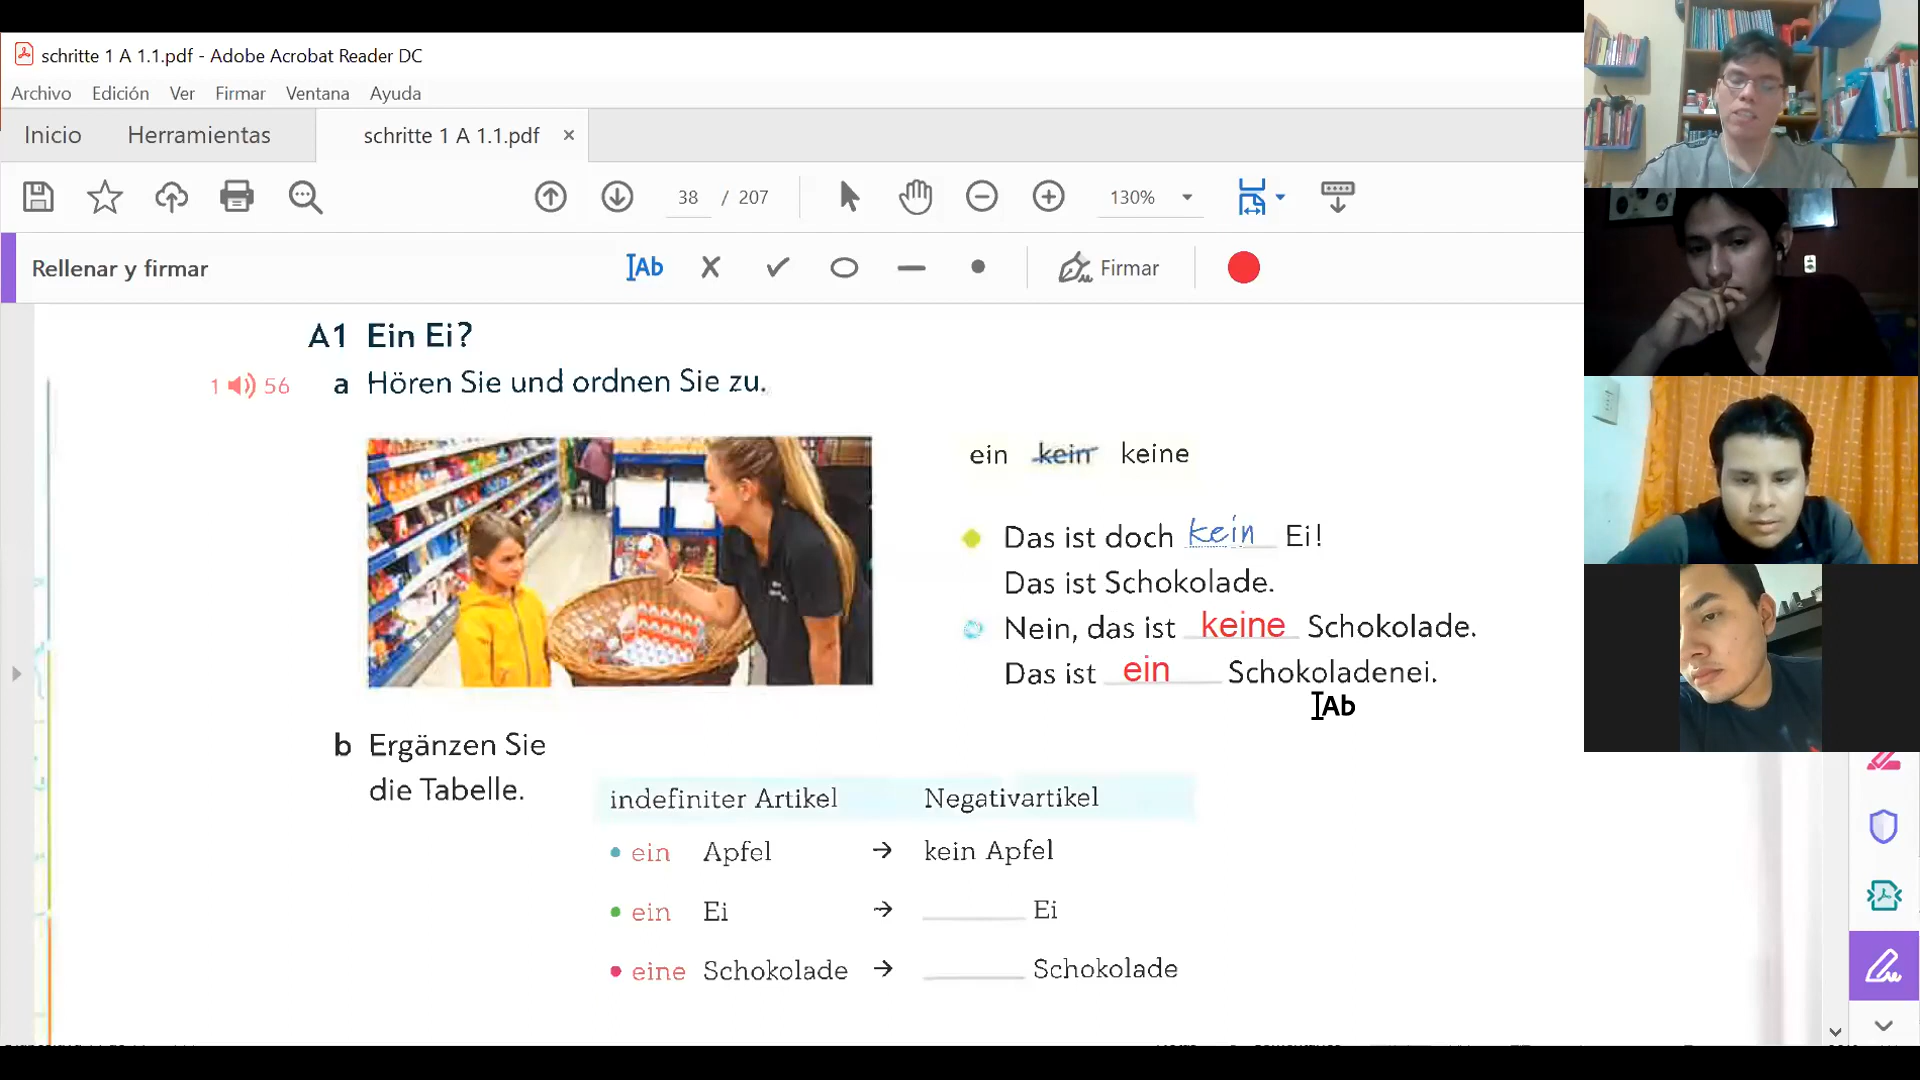 schritte 1 A 1.1.pdf - Adobe Acrobat Reader DC
Archivo Edición Ver Firmar Ventana Ayuda
Inicio Herramientas schritte 1 A 1.1.pdf ×
38 / 207 130%
Rellenar y firmar Ab Firmar
A1 Ein Ei?
1 56 a Hören Sie und ordnen Sie zu.
ein kein keine
Das ist doch kein Ei!
Das ist Schokolade.
Nein, das ist keine Schokolade.
Das ist ein Schokoladenei.
Ab
b Ergänzen Sie
die Tabelle.
indefiniter Artikel Negativartikel
• ein Apfel → kein Apfel
• ein Ei → ______ Ei
• eine Schokolade → ______ Schokolade